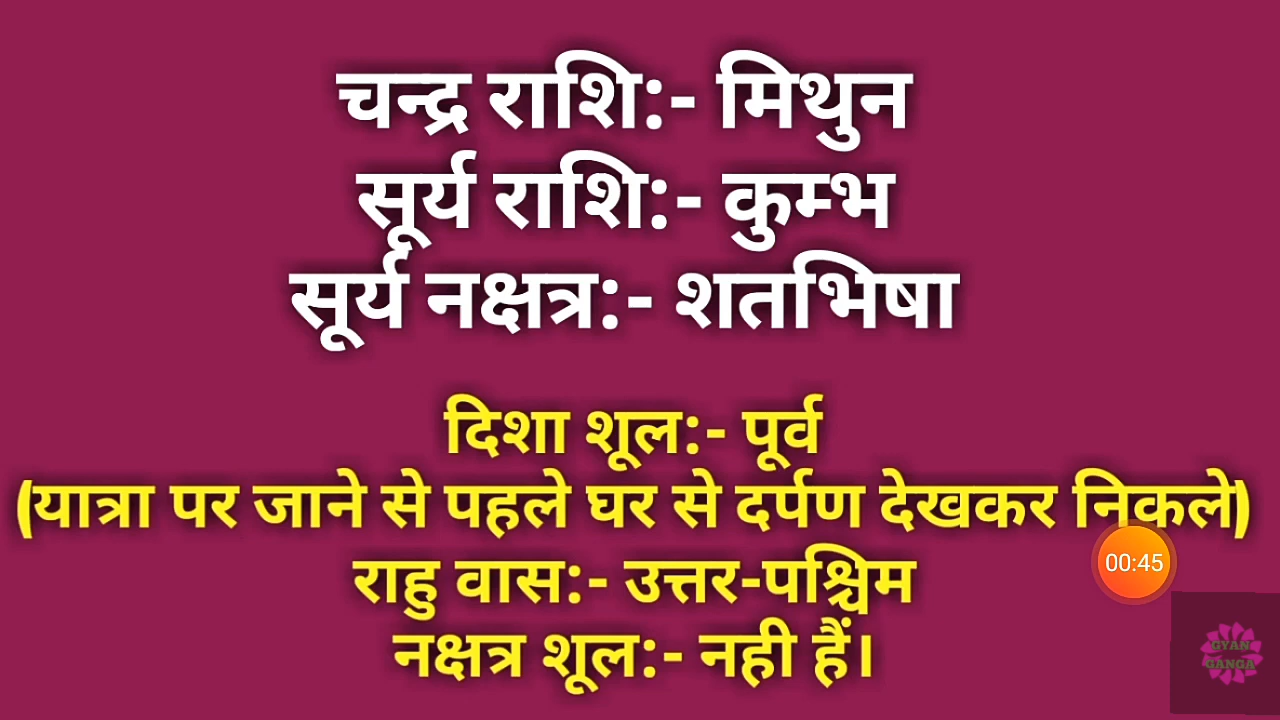 चन्द्र राशि:- मिथुन
सूर्य राशि:- कुम्भ
सूर्य नक्षत्र:- शतभिषा
दिशा शूल:- पूर्व
(यात्रा पर जाने से पहले घर से दर्पण देखकर निकले)
राहु वास:- उत्तर-पश्चिम
नक्षत्र शूल:- नही हैं।
00:45
GYAN
GANGA